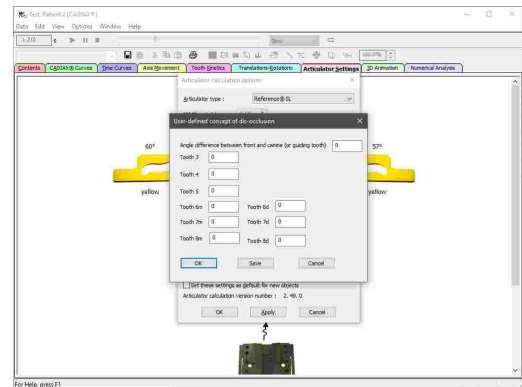 Test, Patient 2 [CADIAX®]
Data Edit View Options Window Help
1.210
100.0%
Contents CADIAX® Curves Time Curves Axis Movement Tooth Kinetics Translations-Rotations Articulator Settings 3D Animation Numerical Analysis
Articulator calculation options
Articulator type : Reference® SL
User-defined concept of dis-occlusion
60° 57°
Angle difference between front and canine (or guiding tooth) 0
Tooth 3 0
Tooth 4 0
yellow yellow
Tooth 5 0
Tooth 6m 0 Tooth 6d 0
Tooth 7m 0 Tooth 7d 0
Tooth 8m 0 Tooth 8d 0
OK Save Cancel
Set these settings as default for new objects
Articulator calculation version number : 2. 49. 0
OK Apply Cancel
For Help, press F1